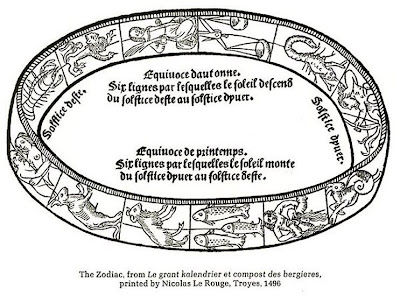 Equinoce dautonne.
Six signes par lesquelles le soleil descend
du solstice deste au solstice dyuer.
Solstice deste.
Solstice dyuer.
Equinoce de printemps.
Six signes par lesquelles le soleil monte
du solstice dyuer au solstice deste.
The Zodiac, from Le grant kalendrier et compost des bergieres,
printed by Nicolas Le Rouge, Troyes, 1496